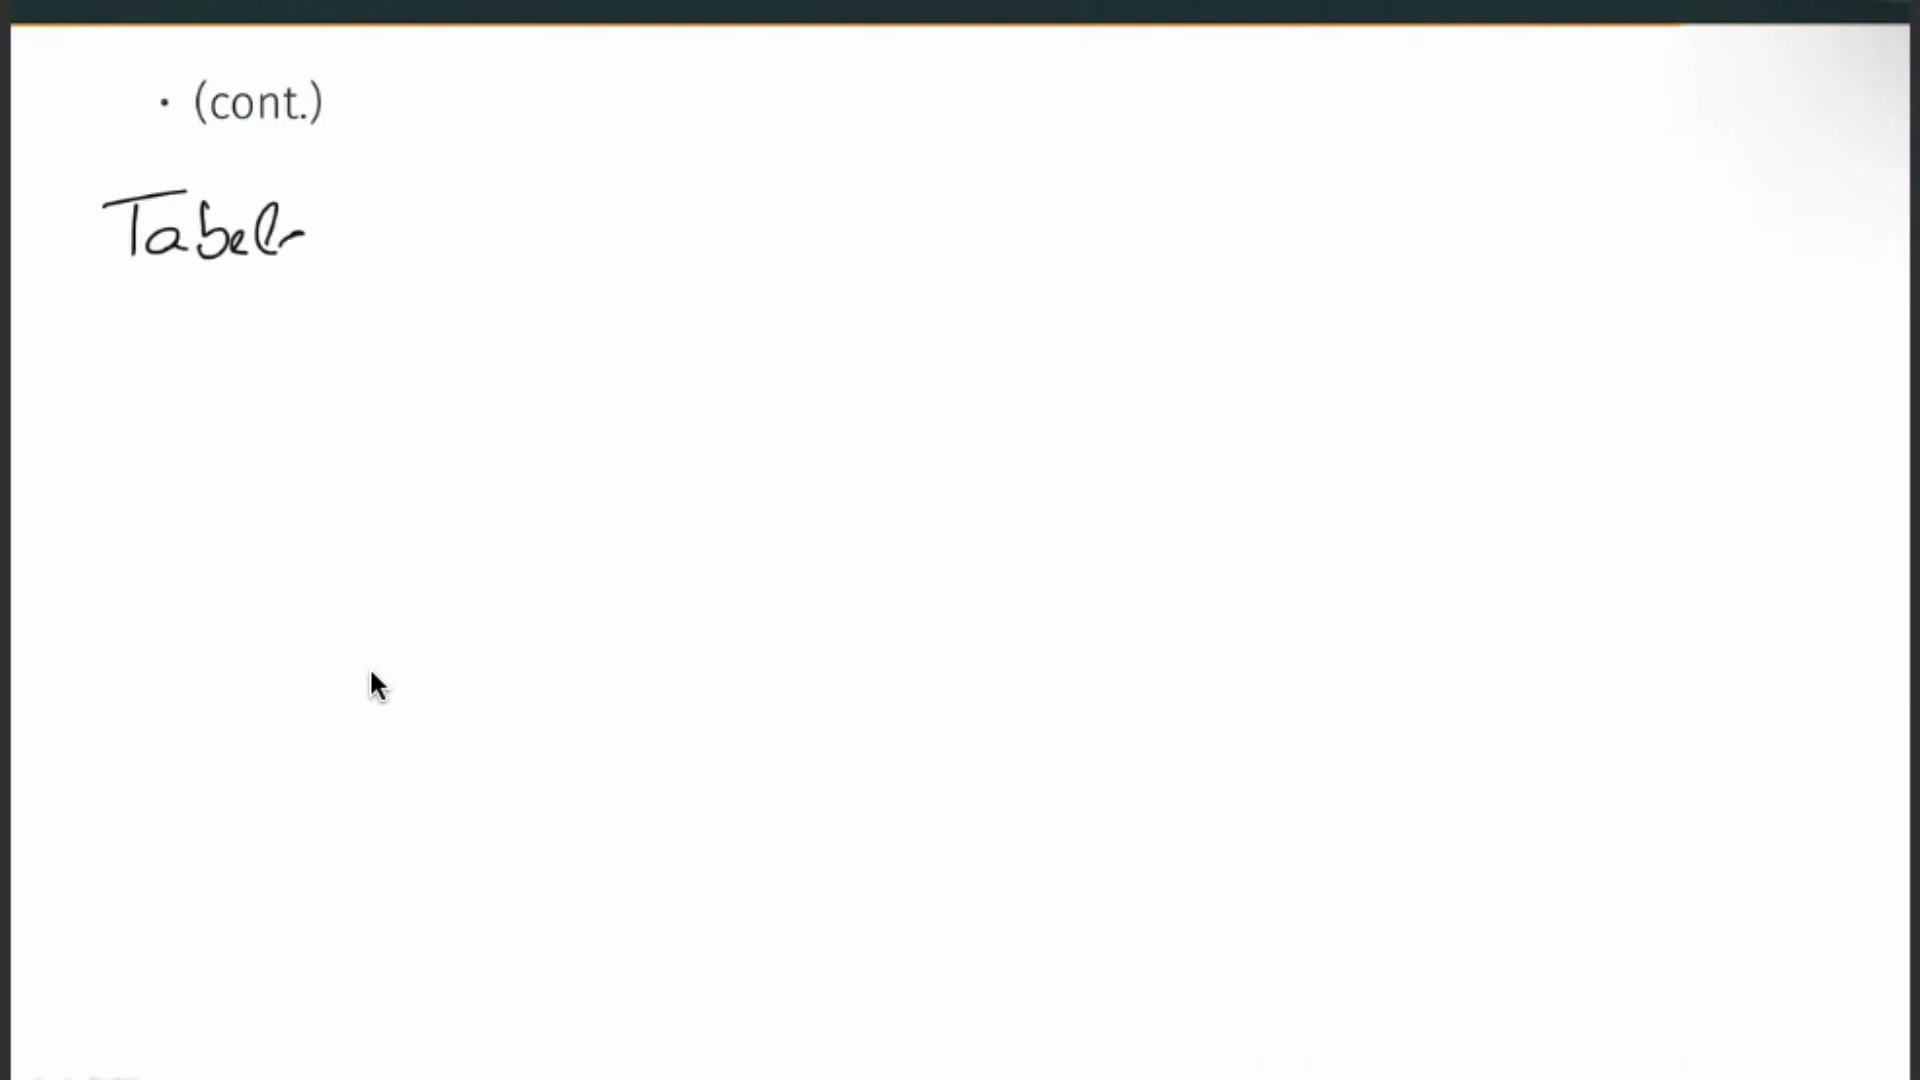 • (cont.)
Tabel